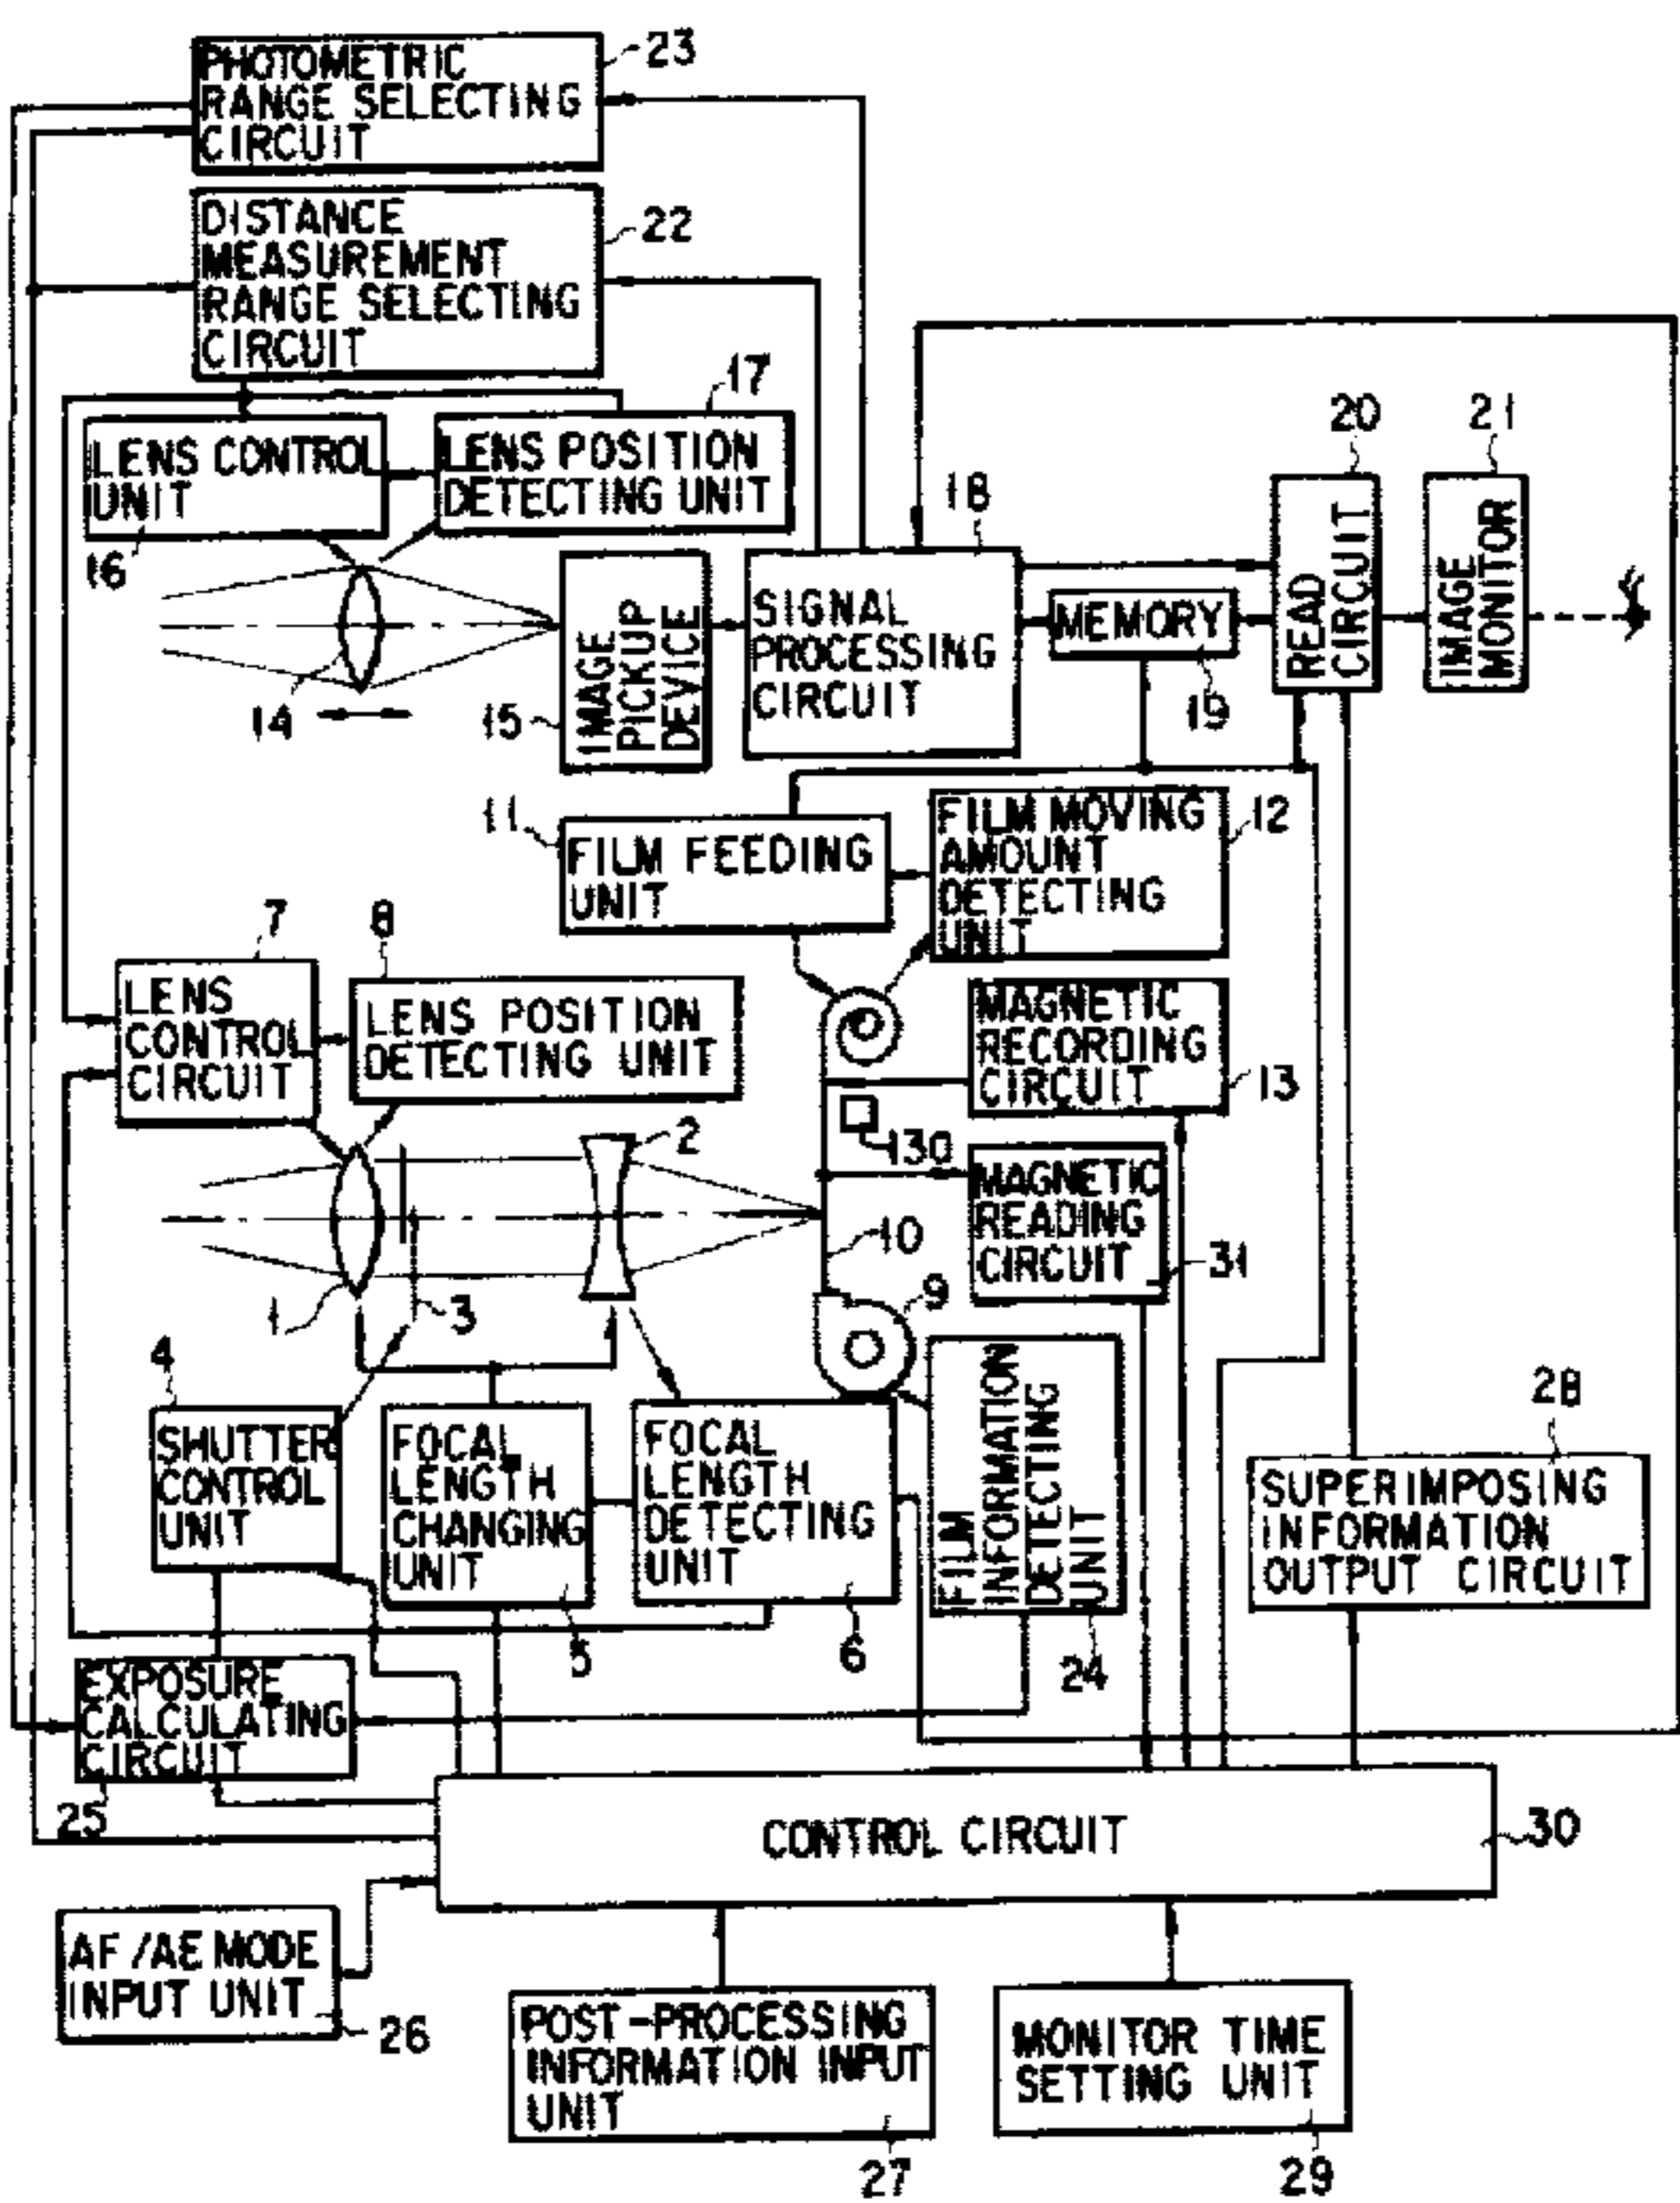 PHOTOMETRIC
RANGE SELECTING
CIRCUIT
23
DISTANCE
MEASUREMENT
RANGE SELECTING
CIRCUIT
22
17
LENS CONTROL
UNIT
16
LENS POSITION
DETECTING UNIT
14
15
IMAGE
PICKUP
DEVICE
18
SIGNAL
PROCESSING
CIRCUIT
MEMORY
19
20
READ
CIRCUIT
21
IMAGE
MONITOR
11
FILM FEEDING
UNIT
FILM MOVING
AMOUNT
DETECTING
UNIT
12
7
LENS
CONTROL
CIRCUIT
8
LENS POSITION
DETECTING UNIT
MAGNETIC
RECORDING
CIRCUIT
13
130
2
MAGNETIC
READING
CIRCUIT
31
10
9
1
3
4
SHUTTER
CONTROL
UNIT
FOCAL
LENGTH
CHANGING
UNIT
5
FOCAL
LENGTH
DETECTING
UNIT
6
FILM
INFORMATION
DETECTING
UNIT
24
28
SUPERIMPOSING
INFORMATION
OUTPUT CIRCUIT
EXPOSURE
CALCULATING
CIRCUIT
25
CONTROL CIRCUIT
30
AF/AE MODE
INPUT UNIT
26
POST-PROCESSING
INFORMATION INPUT
UNIT
27
MONITOR TIME
SETTING UNIT
29